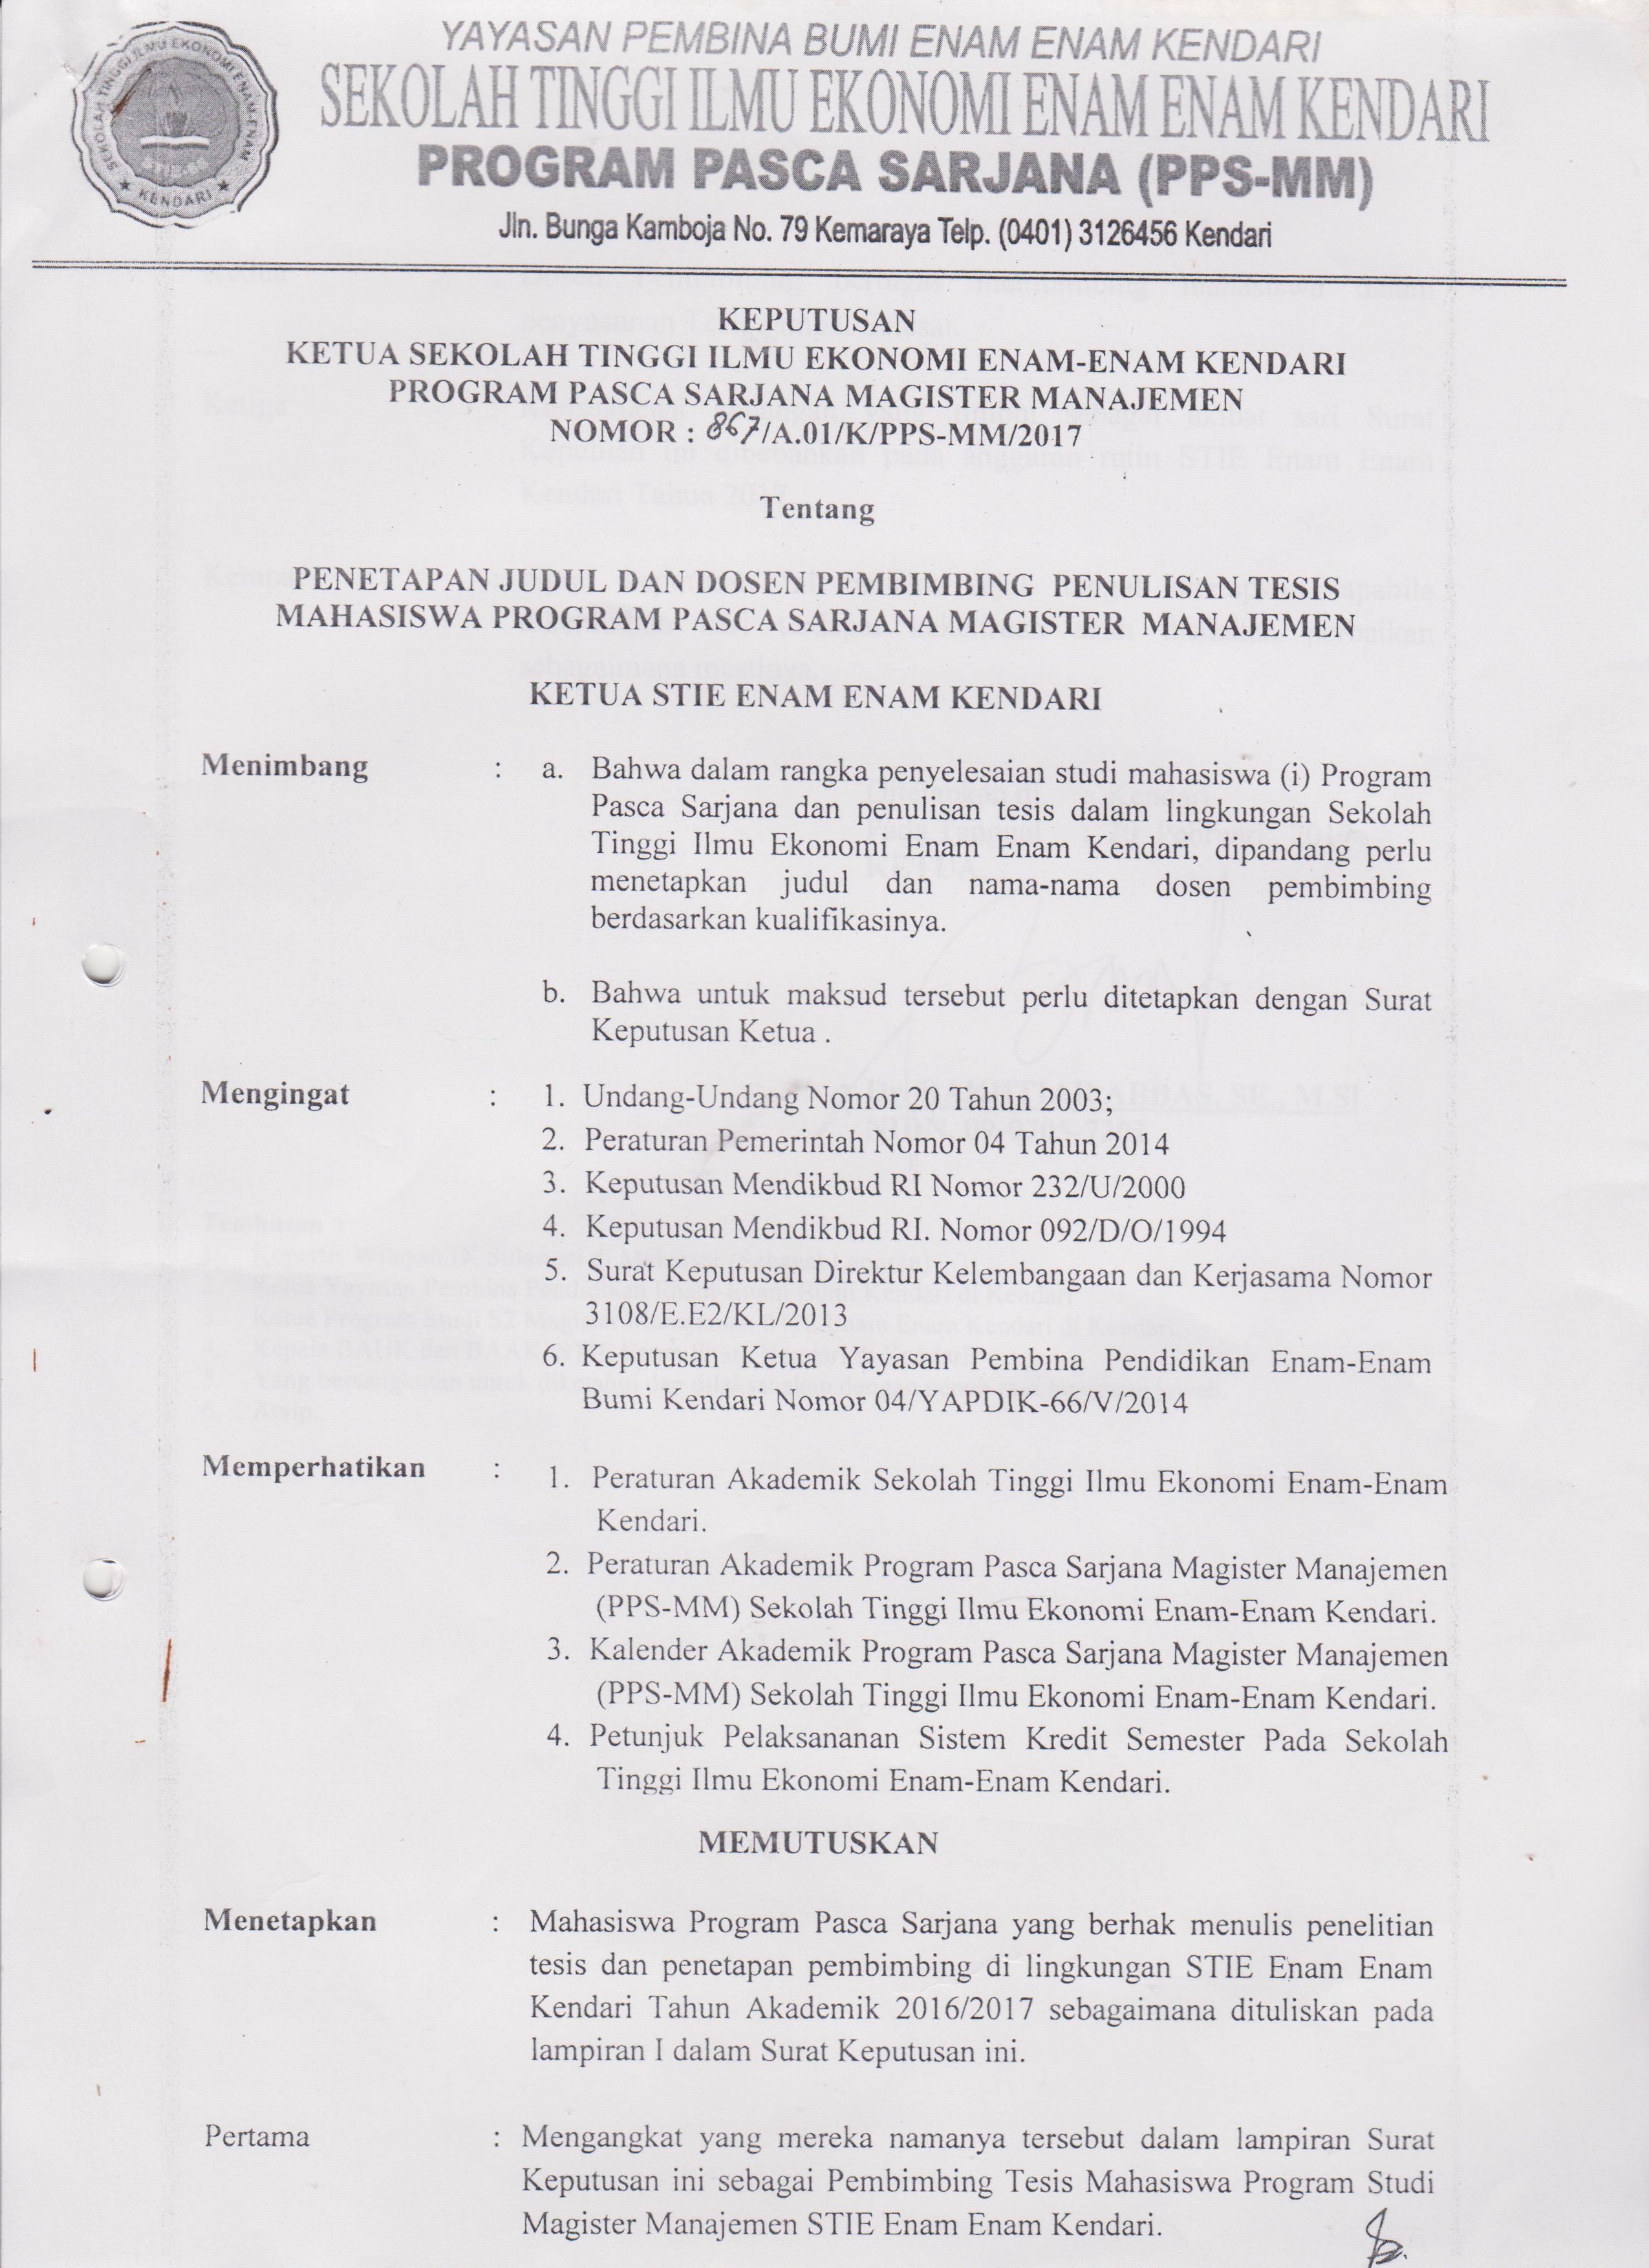 SEKOLAH TINGGI ILMU EKONOMI ENAM-ENAM
KENDARI
YAYASAN PEMBINA BUMI ENAM ENAM KENDARI
SEKOLAH TINGGI ILMU EKONOMI ENAM ENAM KENDARI
PROGRAM PASCA SARJANA (PPS-MM)
Jln. Bunga Kamboja No. 79 Kemaraya Telp. (0401) 3126456 Kendari
KEPUTUSAN
KETUA SEKOLAH TINGGI ILMU EKONOMI ENAM-ENAM KENDARI
PROGRAM PASCA SARJANA MAGISTER MANAJEMEN
NOMOR : 867/A.01/K/PPS-MM/2017
Tentang
PENETAPAN JUDUL DAN DOSEN PEMBIMBING PENULISAN TESIS
MAHASISWA PROGRAM PASCA SARJANA MAGISTER MANAJEMEN
KETUA STIE ENAM ENAM KENDARI
Menimbang : a. Bahwa dalam rangka penyelesaian studi mahasiswa (i) Program
Pasca Sarjana dan penulisan tesis dalam lingkungan Sekolah
Tinggi Ilmu Ekonomi Enam Enam Kendari, dipandang perlu
menetapkan judul dan nama-nama dosen pembimbing
berdasarkan kualifikasinya.
b. Bahwa untuk maksud tersebut perlu ditetapkan dengan Surat
Keputusan Ketua .
Mengingat : 1. Undang-Undang Nomor 20 Tahun 2003;
2. Peraturan Pemerintah Nomor 04 Tahun 2014
3. Keputusan Mendikbud RI Nomor 232/U/2000
4. Keputusan Mendikbud RI. Nomor 092/D/O/1994
5. Surat Keputusan Direktur Kelembangaan dan Kerjasama Nomor
3108/E.E2/KL/2013
6. Keputusan Ketua Yayasan Pembina Pendidikan Enam-Enam
Bumi Kendari Nomor 04/YAPDIK-66/V/2014
Memperhatikan : 1. Peraturan Akademik Sekolah Tinggi Ilmu Ekonomi Enam-Enam
Kendari.
2. Peraturan Akademik Program Pasca Sarjana Magister Manajemen
(PPS-MM) Sekolah Tinggi Ilmu Ekonomi Enam-Enam Kendari.
3. Kalender Akademik Program Pasca Sarjana Magister Manajemen
(PPS-MM) Sekolah Tinggi Ilmu Ekonomi Enam-Enam Kendari.
4. Petunjuk Pelaksananan Sistem Kredit Semester Pada Sekolah
Tinggi Ilmu Ekonomi Enam-Enam Kendari.
MEMUTUSKAN
Menetapkan : Mahasiswa Program Pasca Sarjana yang berhak menulis penelitian
tesis dan penetapan pembimbing di lingkungan STIE Enam Enam
Kendari Tahun Akademik 2016/2017 sebagaimana dituliskan pada
lampiran I dalam Surat Keputusan ini.
Pertama : Mengangkat yang mereka namanya tersebut dalam lampiran Surat
Keputusan ini sebagai Pembimbing Tesis Mahasiswa Program Studi
Magister Manajemen STIE Enam Enam Kendari.